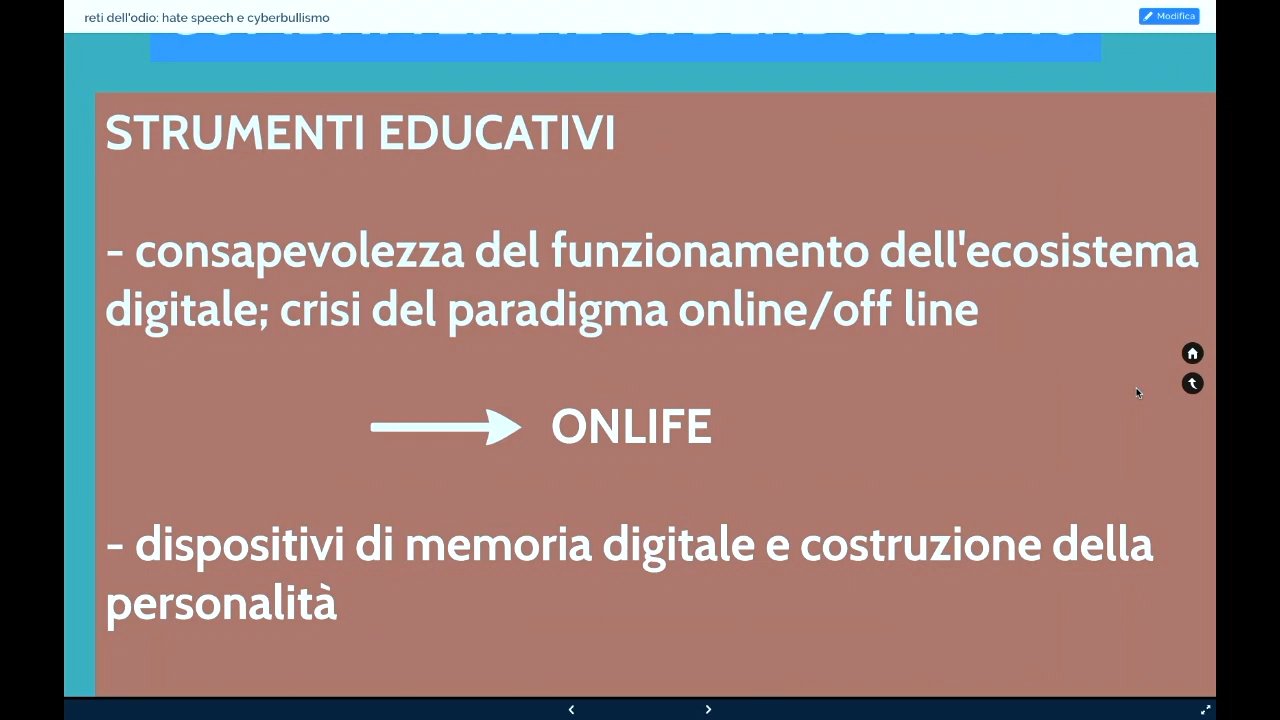 reti dell'odio: hate speech e cyberbullismo
Modifica
STRUMENTI EDUCATIVI
- consapevolezza del funzionamento dell'ecosistema
digitale; crisi del paradigma online/off line
ONLIFE
- dispositivi di memoria digitale e costruzione della
personalità